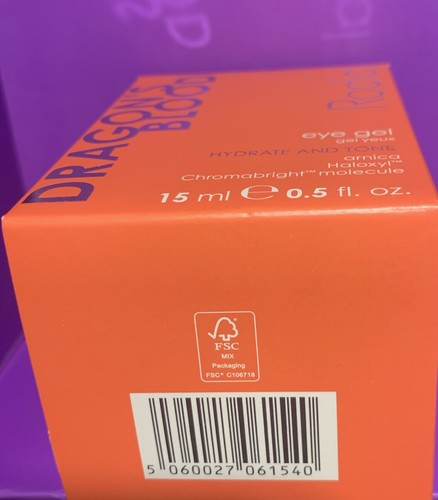 DRAGON'S
BLOOD
eye gel
gel yeux
HYDRATE AND TONE
arnica
Haloxyl™
Chromabright™ molecule
15 ml ℮ 0.5 fl. oz.
FSC
MIX
Packaging
FSC® C106718
5 060027 061540